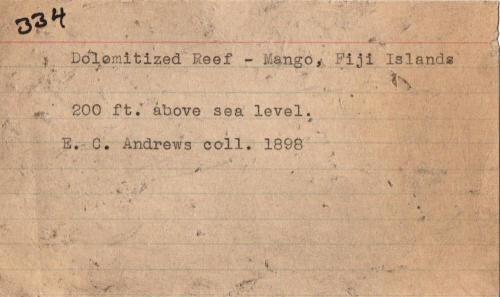 334
Dolomitized Reef - Mango, Fiji Islands
200 ft. above sea level.
E. C. Andrews coll. 1898